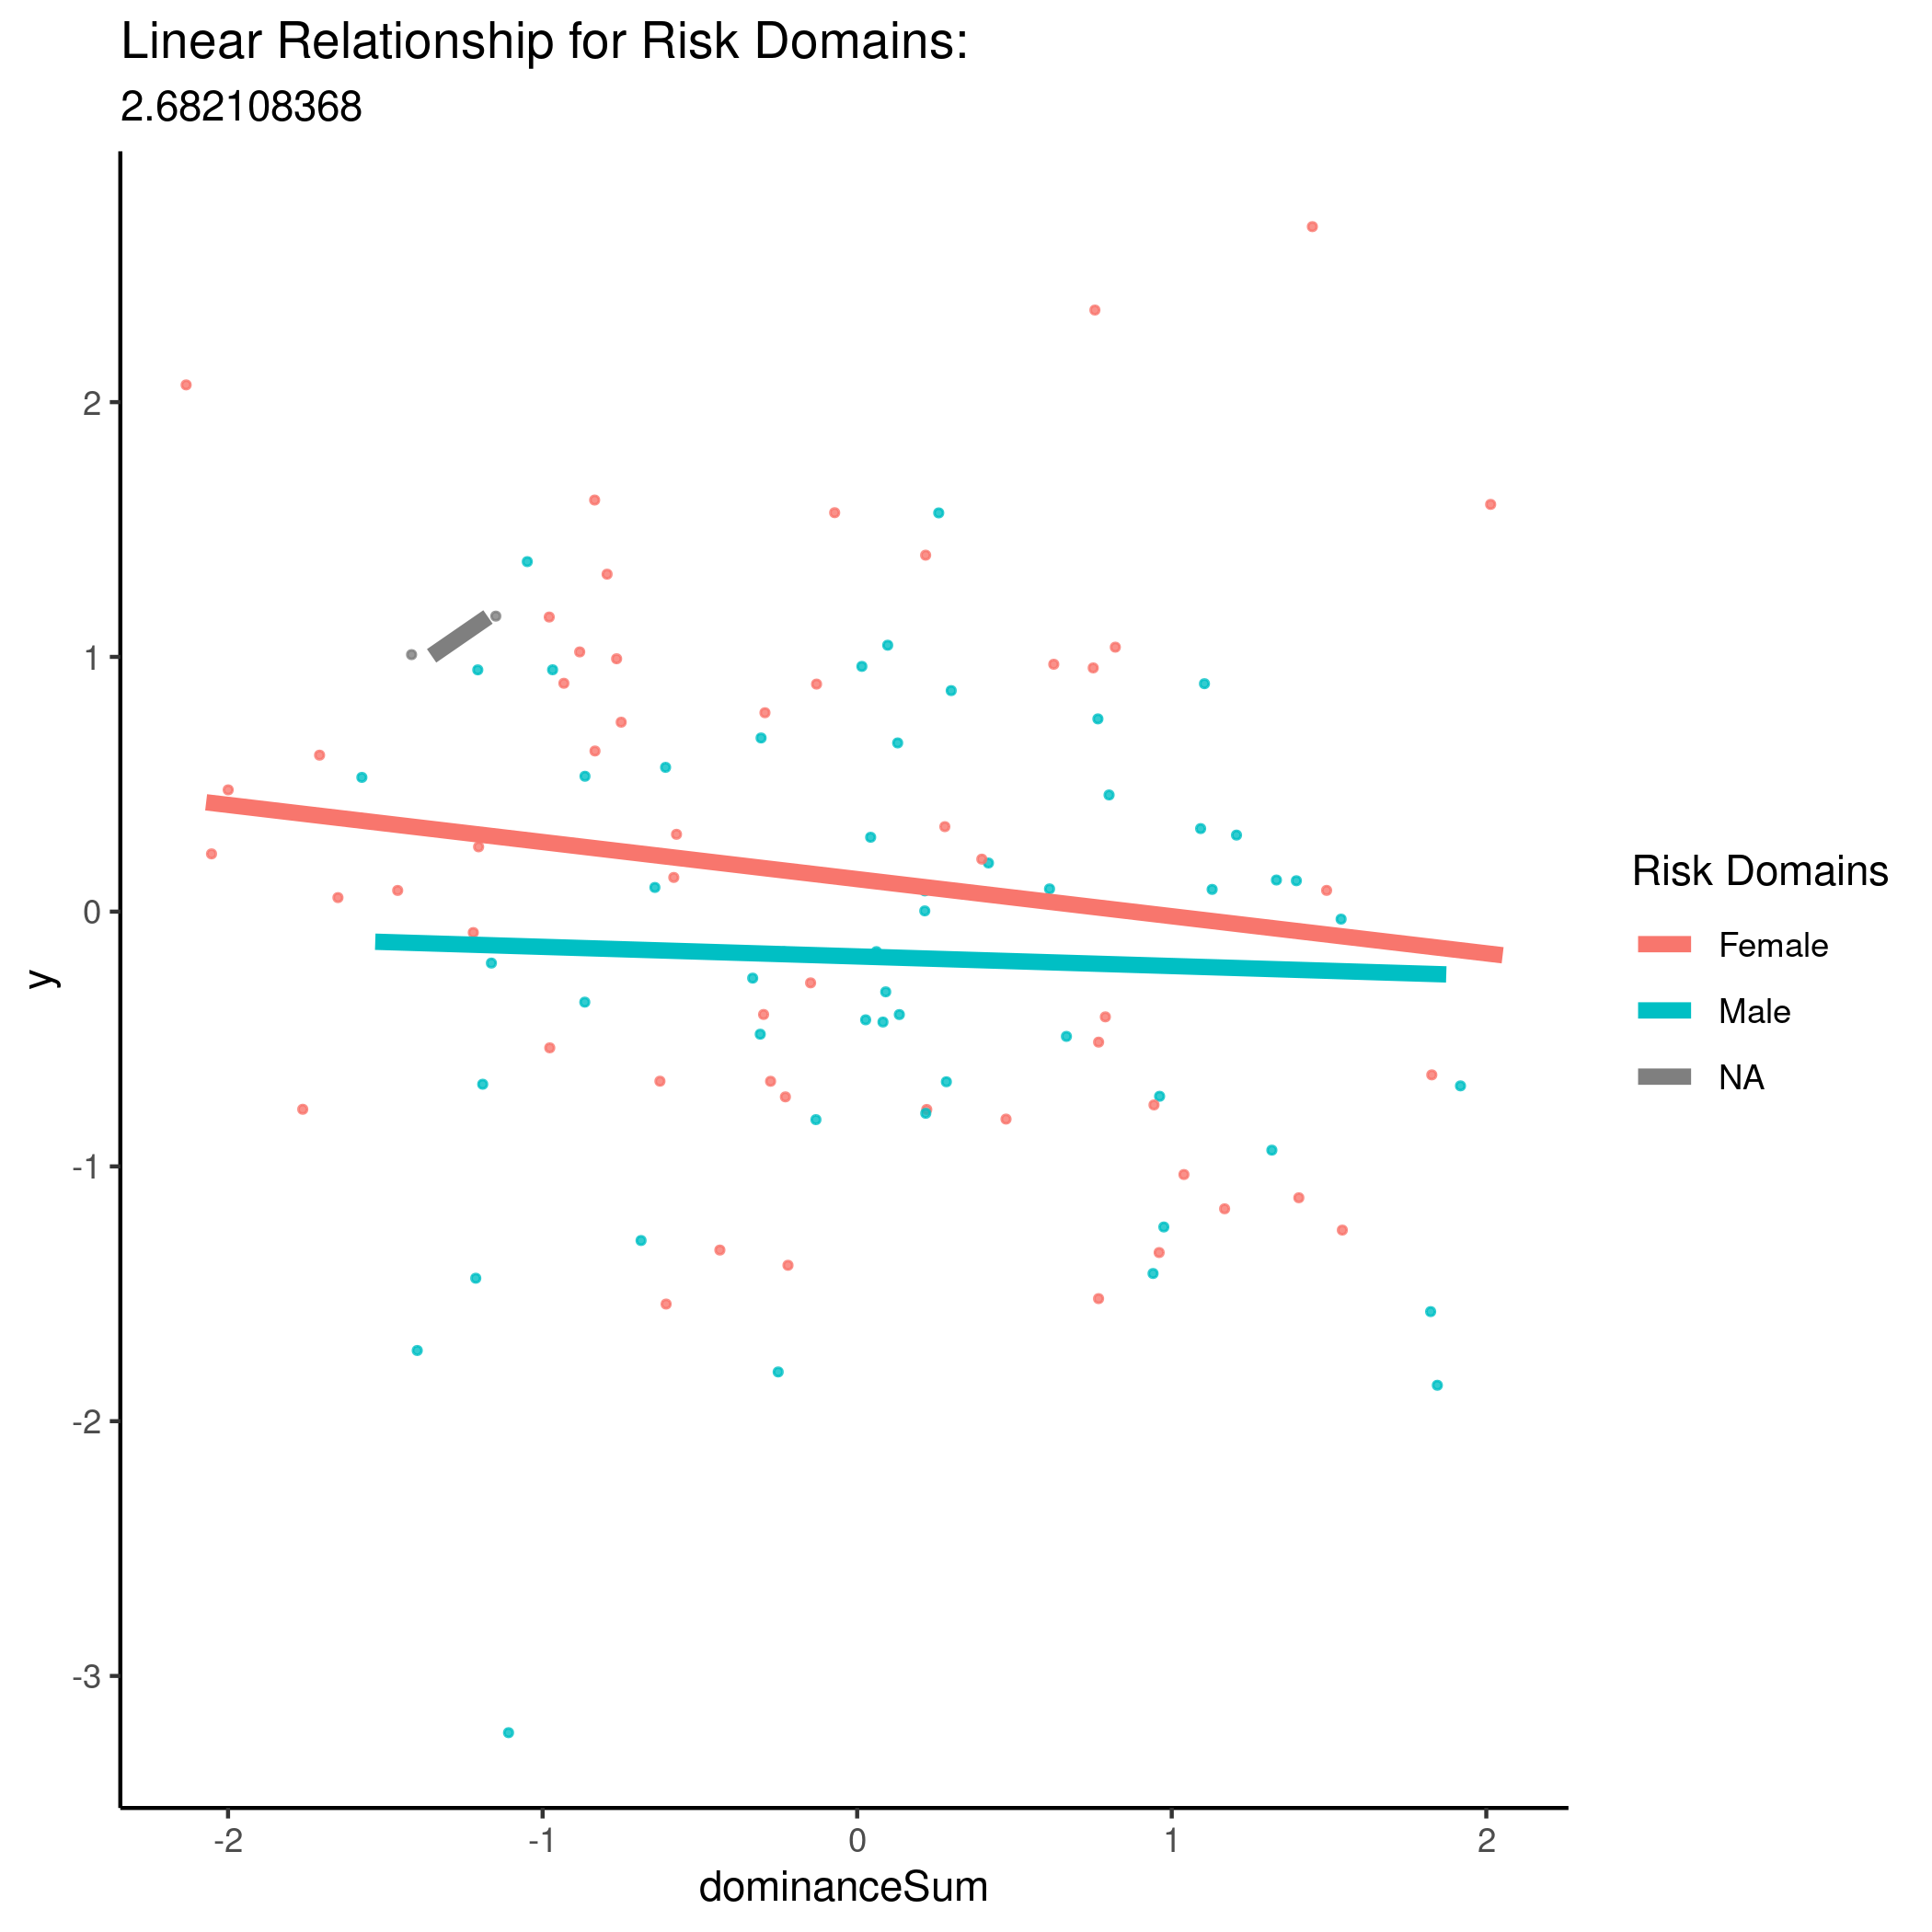 Linear Relationship for Risk Domains:
2.682108368
y
2
1
0
-1
-2
-3
-2
-1
0
1
2
dominanceSum
Risk Domains
Female
Male
NA